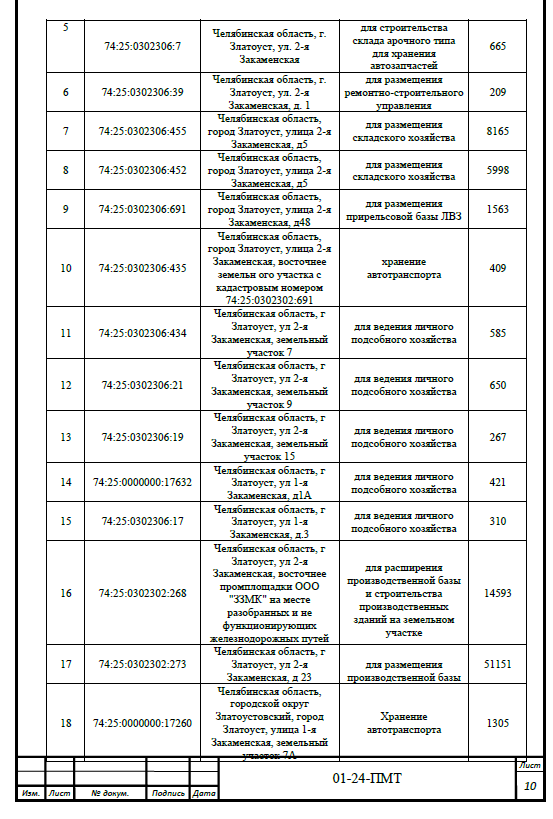 5
74:25:0302306:7
Челябинская область, г.
Златоуст, ул. 2-я
Закаменская
для строительства
склада арочного типа
для хранения
автозапчастей
665
6
74:25:0302306:39
Челябинская область, г.
Златоуст, ул. 2-я
Закаменская, д. 1
для размещения
ремонтно-строительного
управления
209
7
74:25:0302306:455
Челябинская область,
город Златоуст, улица 2-я
Закаменская, д5
для размещения
складского хозяйства
8165
8
74:25:0302306:452
Челябинская область,
город Златоуст, улица 2-я
Закаменская, д5
для размещения
складского хозяйства
5998
9
74:25:0302306:691
Челябинская область,
город Златоуст, улица 2-я
Закаменская, д48
для размещения
прирельсовой базы ЛВЗ
1563
10
74:25:0302306:435
Челябинская область,
город Златоуст, улица 2-я
Закаменская, восточнее
земельн ого участка с
кадастровым номером
74:25:0302302:691
хранение
автотранспорта
409
11
74:25:0302306:434
Челябинская область, г
Златоуст, ул 2-я
Закаменская, земельный
участок 7
для ведения личного
подсобного хозяйства
585
12
74:25:0302306:21
Челябинская область, г
Златоуст, ул 2-я
Закаменская, земельный
участок 9
для ведения личного
подсобного хозяйства
650
13
74:25:0302306:19
Челябинская область, г
Златоуст, ул 2-я
Закаменская, земельный
участок 15
для ведения личного
подсобного хозяйства
267
14
74:25:0000000:17632
Челябинская область, г
Златоуст, ул 1-я
Закаменская, д1А
для ведения личного
подсобного хозяйства
421
15
74:25:0302306:17
Челябинская область, г
Златоуст, ул 1-я
Закаменская, д.3
для ведения личного
подсобного хозяйства
310
16
74:25:0302302:268
Челябинская область, г
Златоуст, ул 2-я
Закаменская, восточнее
промплощадки ООО
"ЗЗМК" на месте
разобранных и не
функционирующих
железнодорожных путей
для расширения
производственной базы
и строительства
производственных
зданий на земельном
участке
14593
17
74:25:0302302:273
Челябинская область, г
Златоуст, ул 2-я
Закаменская, д 23
для размещения
производственной базы
51151
18
74:25:0000000:17260
Челябинская область,
городской округ
Златоустовский, город
Златоуст, улица 1-я
Закаменская, земельный
участок 7А
Хранение
автотранспорта
1305
01-24-ПМТ
Лист
10
Изм. Лист № докум. Подпись Дата